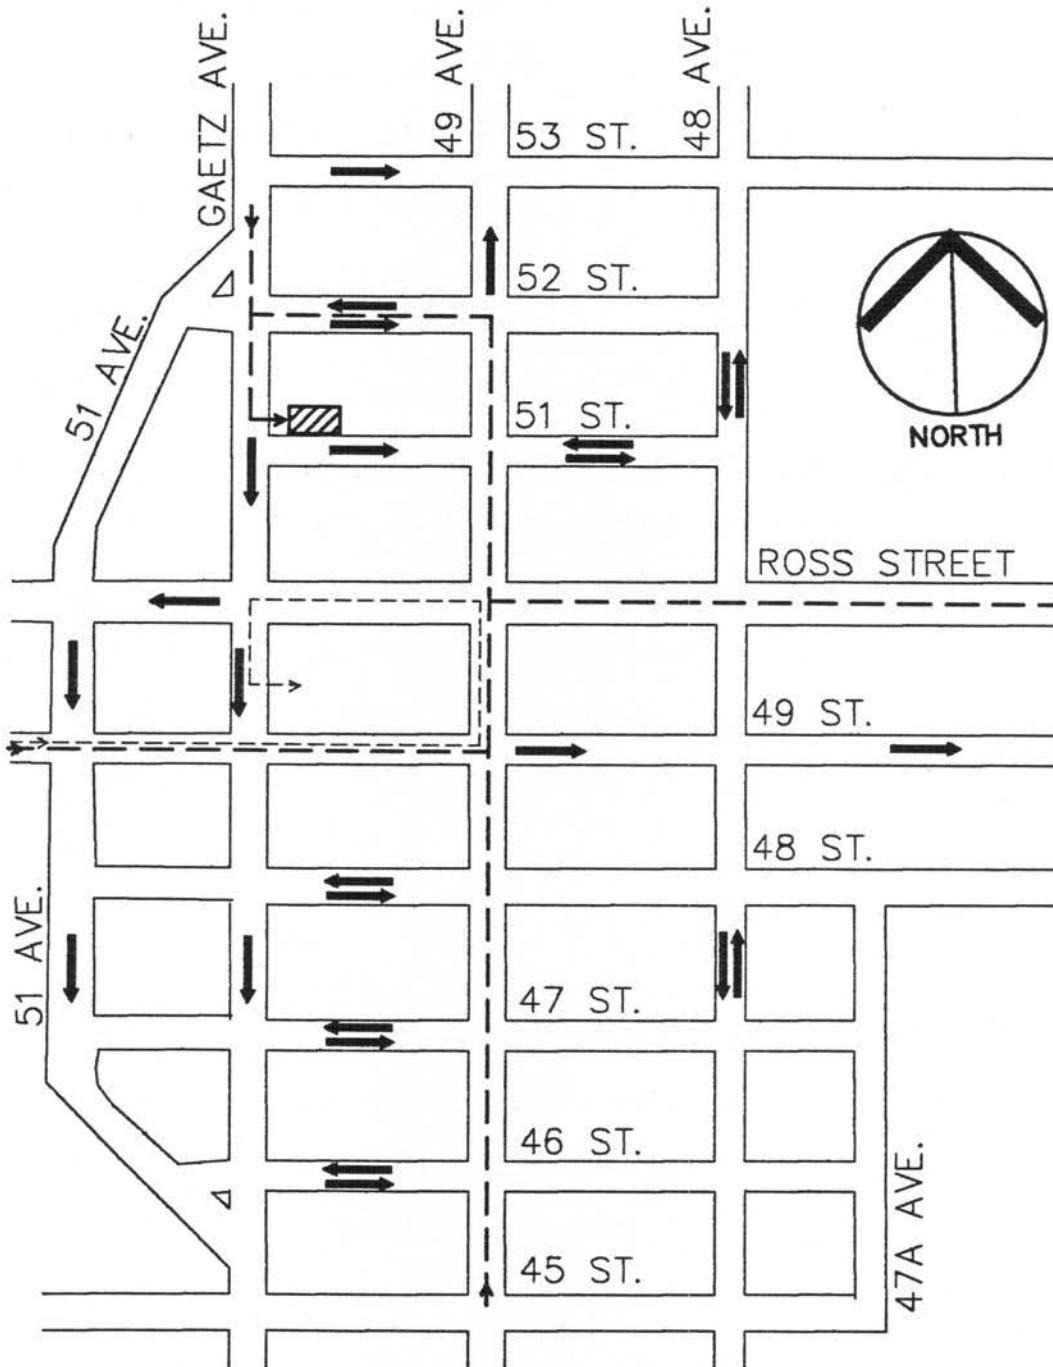 GAETZ AVE.
49 AVE.
48 AVE.
53 ST.
52 ST.
51 AVE.
51 ST.
NORTH
ROSS STREET
49 ST.
48 ST.
51 AVE.
47 ST.
46 ST.
47A AVE.
45 ST.